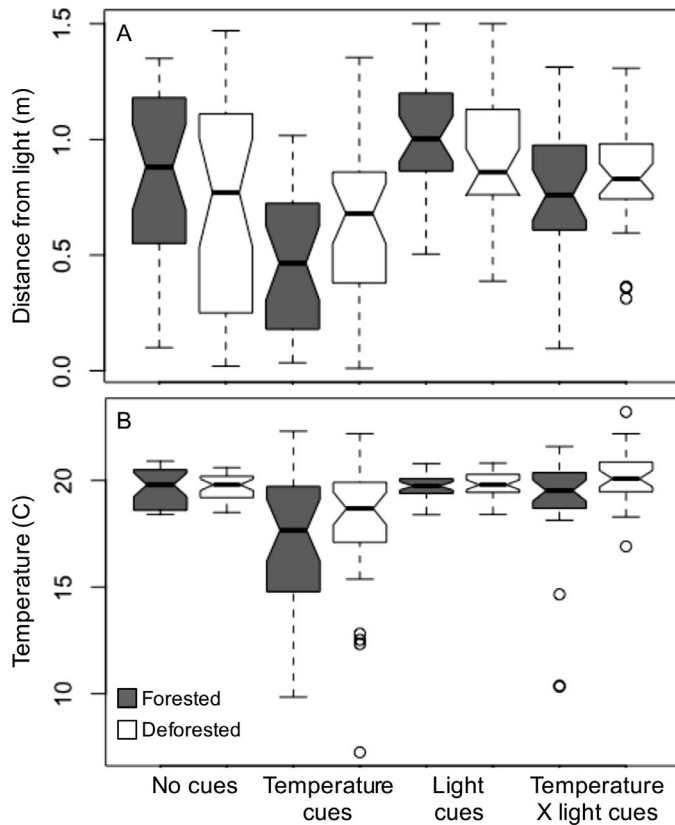 A
1.5
1.0
0.5
0.0
Distance from light (m)
B
20
15
10
Temperature (C)
Forested
Deforested
No cues Temperature Light Temperature
cues cues X light cues